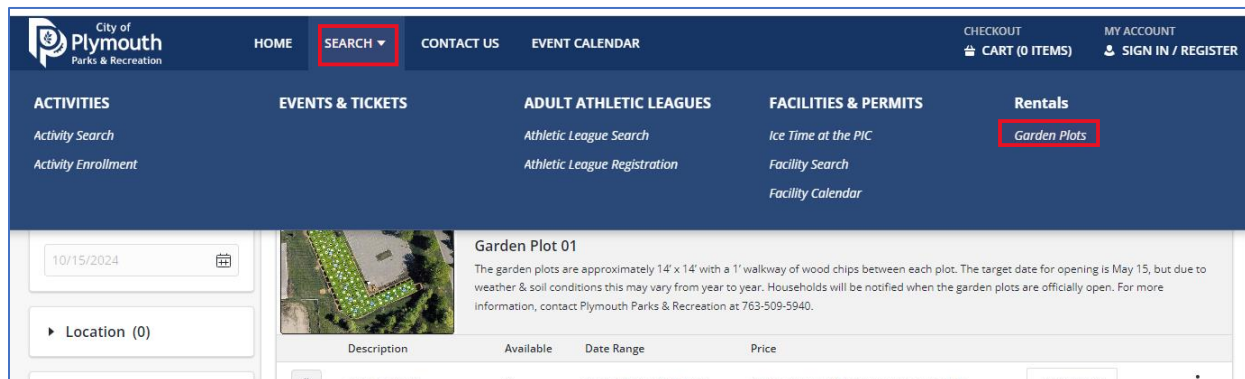 City of
Plymouth
Parks & Recreation
HOME SEARCH CONTACT US EVENT CALENDAR
CHECKOUT
CART (0 ITEMS)
MY ACCOUNT
SIGN IN / REGISTER
ACTIVITIES
Activity Search
Activity Enrollment
EVENTS & TICKETS
ADULT ATHLETIC LEAGUES
Athletic League Search
Athletic League Registration
FACILITIES & PERMITS
Ice Time at the PIC
Facility Search
Facility Calendar
Rentals
Garden Plots
10/15/2024
Location (0)
Garden Plot 01
The garden plots are approximately 14' x 14' with a 1' walkway of wood chips between each plot. The target date for opening is May 15, but due to
weather & soil conditions this may vary from year to year. Households will be notified when the garden plots are officially open. For more
information, contact Plymouth Parks & Recreation at 763-509-5940.
Description Available Date Range Price